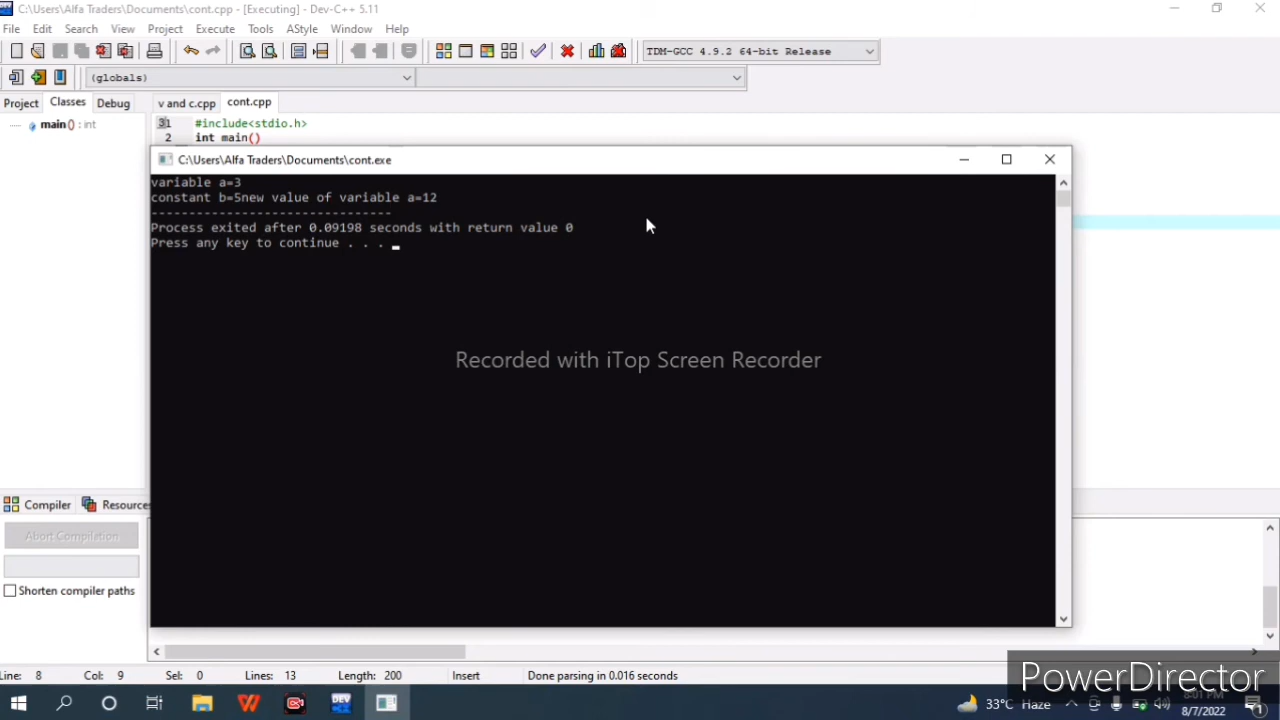 C:\Users\Alfa Traders\Documents\cont.cpp - [Executing] - Dev-C++ 5.11
File Edit Search View Project Execute Tools AStyle Window Help
TDM-GCC 4.9.2 64-bit Release
(globals)
Project Classes Debug v and c.cpp cont.cpp
main() : int
1 #include<stdio.h>
2 int main()
C:\Users\Alfa Traders\Documents\cont.exe
variable a=3
constant b=5new value of variable a=12
--------------------------------
Process exited after 0.09198 seconds with return value 0
Press any key to continue . . .
Recorded with iTop Screen Recorder
Compiler Resources
Abort Compilation
Shorten compiler paths
Line: 8 Col: 9 Sel: 0 Lines: 13 Length: 200 Insert Done parsing in 0.016 seconds
PowerDirector
33°C Haze 8:01 PM
8/7/2022